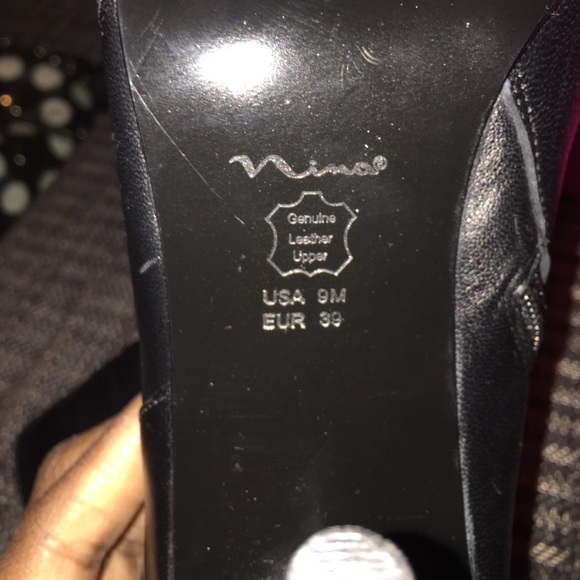 Nina®
Genuine
Leather
Upper
USA 9M
EUR 39